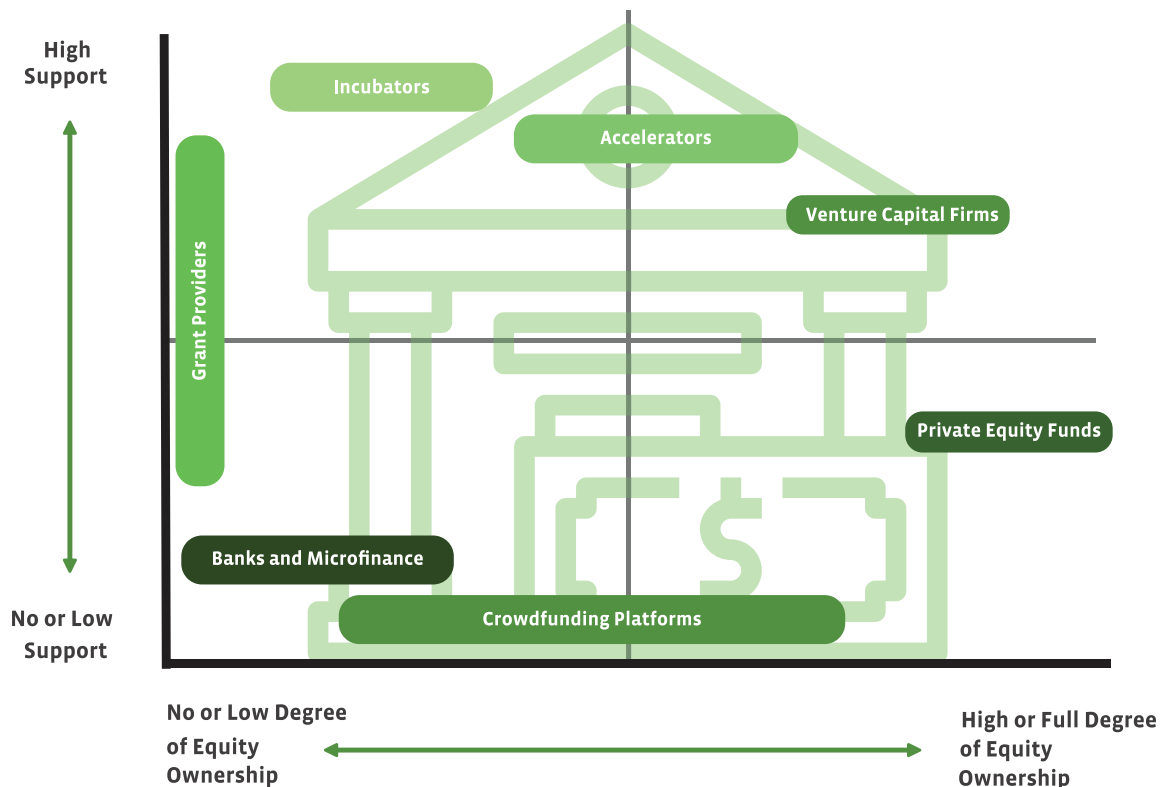 High
Support
Incubators
Accelerators
Venture Capital Firms
Grant Providers
Private Equity Funds
Banks and Microfinance
Crowdfunding Platforms
No or Low
Support
No or Low Degree
of Equity
Ownership
High or Full Degree
of Equity
Ownership
$